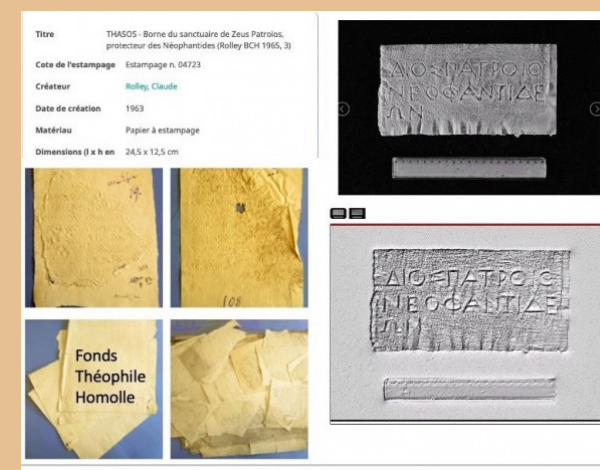 Titre THASOS - Borne du sanctuaire de Zeus Patroios,
protecteur des Néophantides (Rolley BCH 1965, 3)
Cote de l'estampage Estampage n. 04723
Créateur Rolley, Claude
Date de création 1963
Matériau Papier à estampage
Dimensions (l x h en 24,5 x 12,5 cm
ΔΙΟΣΠΑΤΡΟΙΟ
ΝΕΟΦΑΝΤΙΔΕ
ΩΝ
108
Fonds
Théophile
Homolle
ΔΙΟΣΠΑΤΡΟΙΟ
ΝΕΟΦΑΝΤΙΔΕ
ΩΝ